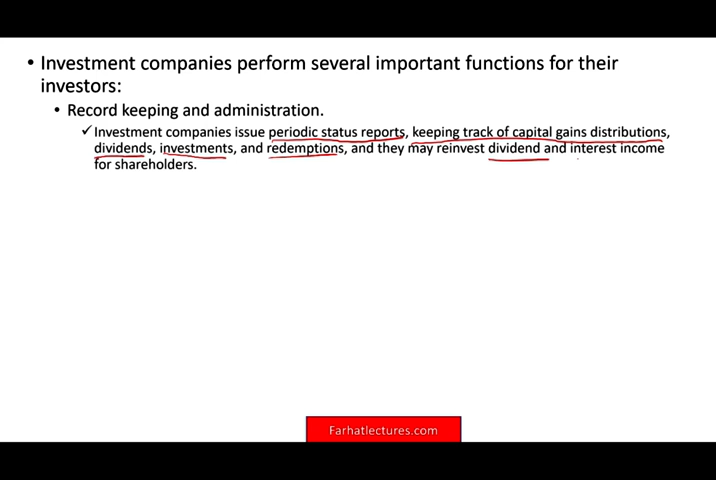 • Investment companies perform several important functions for their
investors:
• Record keeping and administration.
✓Investment companies issue periodic status reports, keeping track of capital gains distributions,
dividends, investments, and redemptions, and they may reinvest dividend and interest income
for shareholders.
Farhatlectures.com